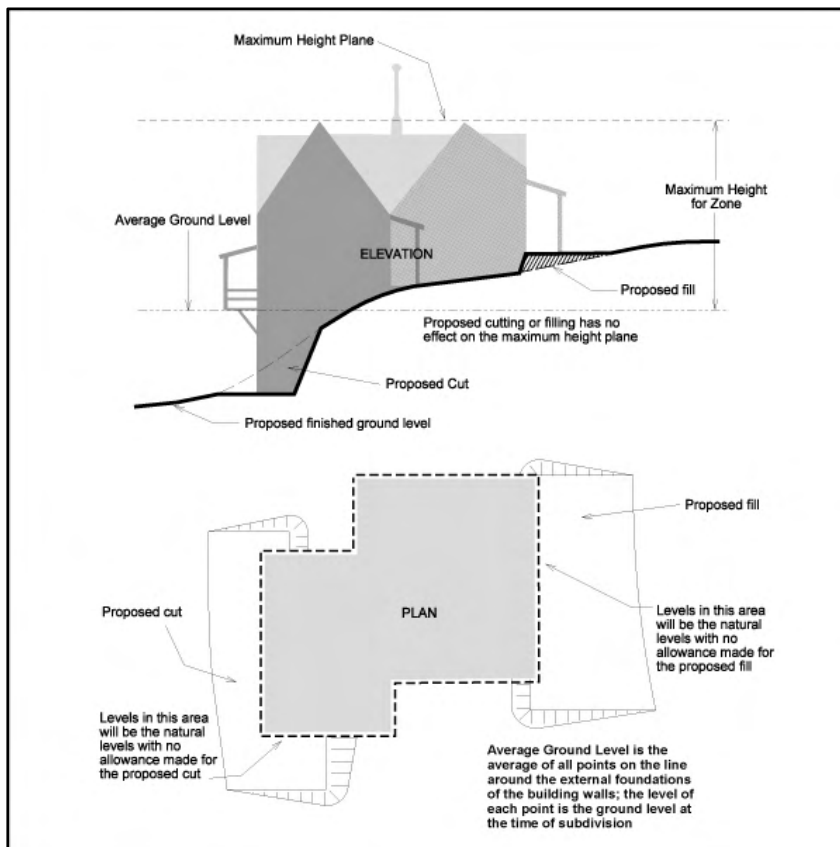 Maximum Height Plane
Maximum Height
for Zone
Average Ground Level
ELEVATION
Proposed fill
Proposed cutting or filling has no
effect on the maximum height plane
Proposed Cut
Proposed finished ground level
Proposed fill
PLAN
Proposed cut
Levels in this area
will be the natural
levels with no
allowance made for
the proposed fill
Levels in this area
will be the natural
levels with no
allowance made for
the proposed cut
Average Ground Level is the
average of all points on the line
around the external foundations
of the building walls; the level of
each point is the ground level at
the time of subdivision